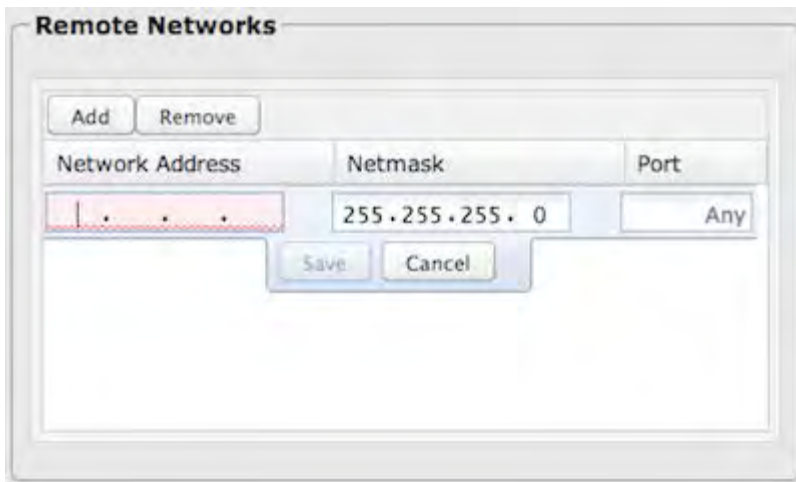 Remote Networks
Add Remove
Network Address Netmask Port
. . . 255.255.255. 0 Any
Save Cancel